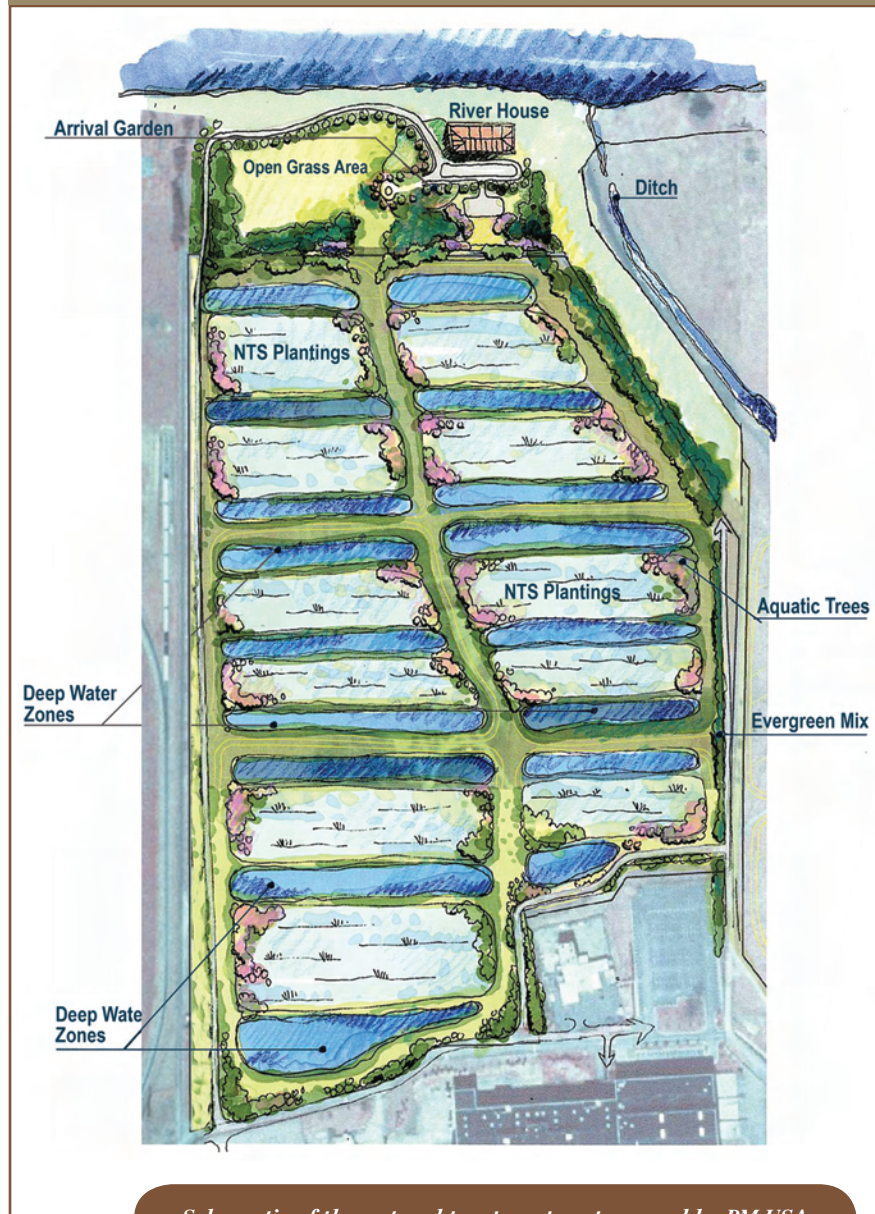 River House
Arrival Garden
Open Grass Area
Ditch
NTS Plantings
NTS Plantings
Aquatic Trees
Deep Water
Zones
Evergreen Mix
Deep Wate
Zones